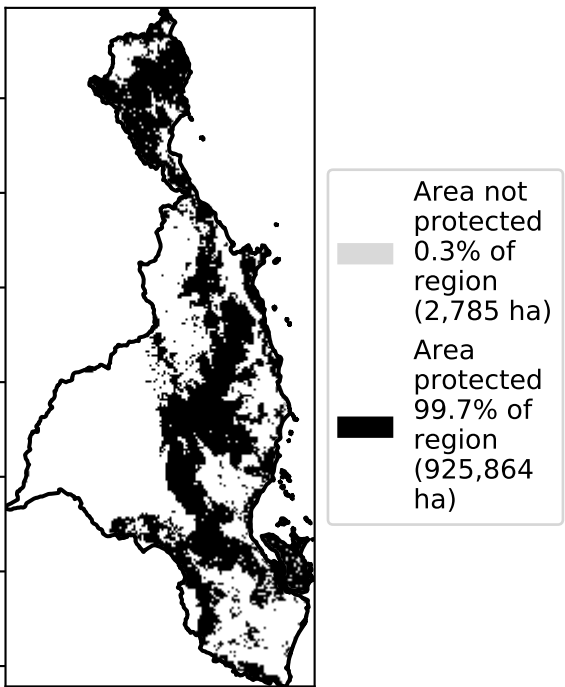 Area not
protected
0.3% of
region
(2,785 ha)
Area
protected
99.7% of
region
(925,864
ha)